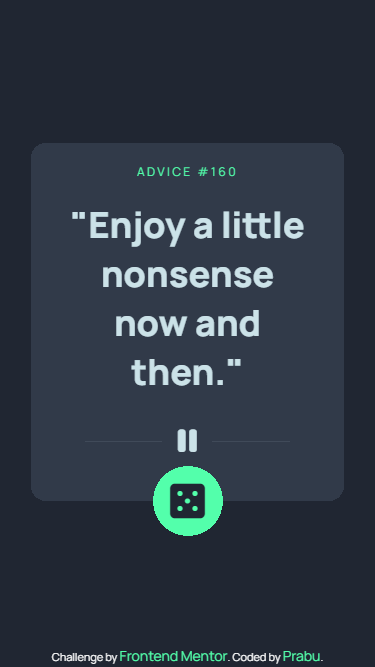 ADVICE #160
"Enjoy a little
nonsense
now and
then."
Challenge by Frontend Mentor. Coded by Prabu.